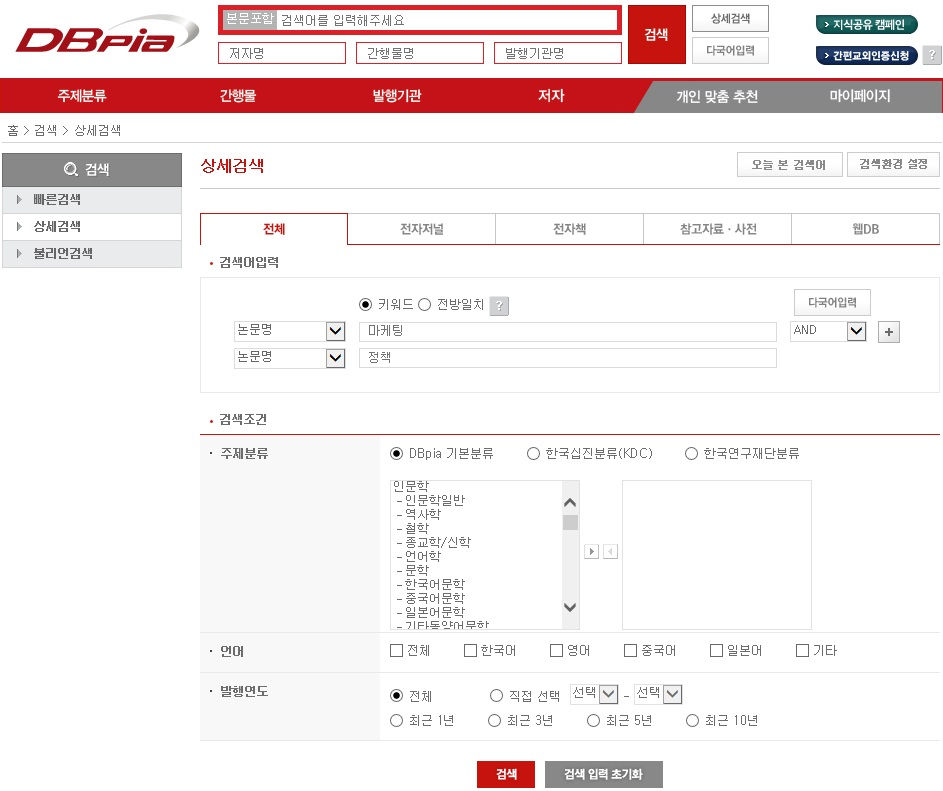 DBpia
본문포함 검색어를 입력해주세요
검색
상세검색
다국어입력
저자명 간행물명 발행기관명
> 지식공유 캠페인
> 간편교외인증신청 ?
주제분류 간행물 발행기관 저자 개인 맞춤 추천 마이페이지
홈 > 검색 > 상세검색
검색
빠른검색
상세검색
불리언검색
상세검색
오늘 본 검색어 검색환경 설정
전체 전자저널 전자책 참고자료 · 사전 웹DB
· 검색어입력
키워드 전방일치 ? 다국어입력
논문명 마케팅 AND +
논문명 정책
· 검색조건
· 주제분류
DBpia 기본분류 한국십진분류(KDC) 한국연구재단분류
인문학
- 인문학일반
- 역사학
- 철학
- 종교학/신학
- 언어학
- 문학
- 한국어문학
- 중국어문학
- 일본어문학
- 기타동양어문학
· 언어
전체 한국어 영어 중국어 일본어 기타
· 발행연도
전체 직접 선택 선택 - 선택
최근 1년 최근 3년 최근 5년 최근 10년
검색 검색 입력 초기화